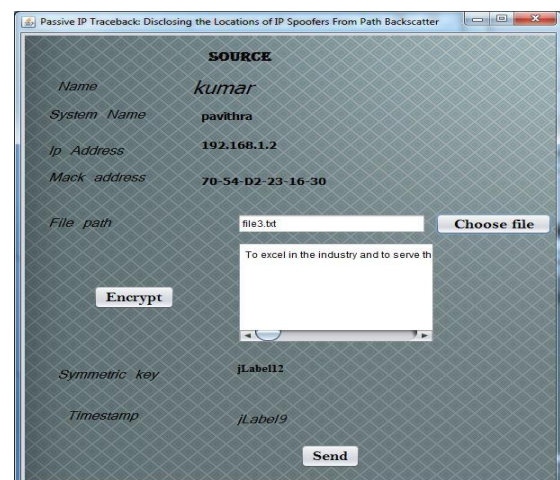 Passive IP Traceback: Disclosing the Locations of IP Spoofers From Path Backscatter
SOURCE
Name kumar
System Name pavithra
Ip Address 192.168.1.2
Mack address 70-54-D2-23-16-30
File path file3.txt Choose file
To excel in the industry and to serve th
Encrypt
Symmetric key jLabel12
Timestamp jLabel9
Send